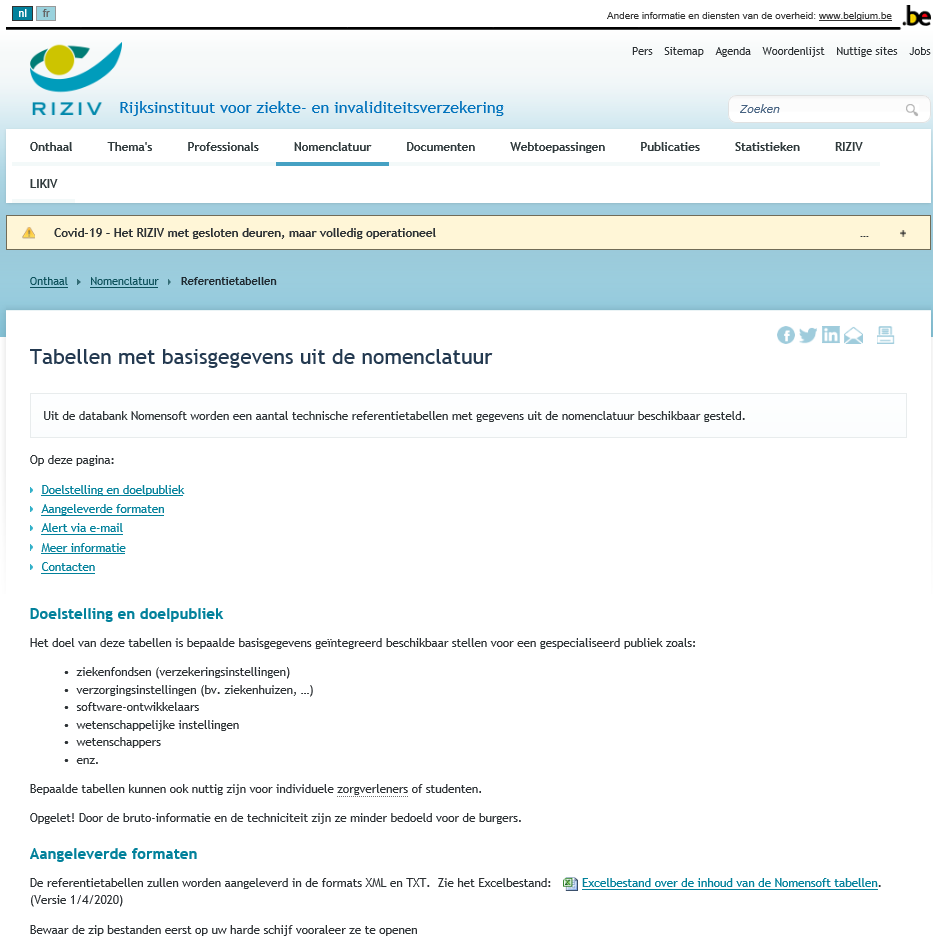 nl fr
Andere informatie en diensten van de overheid: www.belgium.be
.be
Pers Sitemap Agenda Woordenlijst Nuttige sites Jobs
RIZIV Rijksinstituut voor ziekte- en invaliditeitsverzekering
Zoeken
Onthaal Thema's Professionals Nomenclatuur Documenten Webtoepassingen Publicaties Statistieken RIZIV
LIKIV
Covid-19 - Het RIZIV met gesloten deuren, maar volledig operationeel ... +
Onthaal Nomenclatuur Referentietabellen
Tabellen met basisgegevens uit de nomenclatuur
Uit de databank Nomensoft worden een aantal technische referentietabellen met gegevens uit de nomenclatuur beschikbaar gesteld.
Op deze pagina:
Doelstelling en doelpubliek
Aangeleverde formaten
Alert via e-mail
Meer informatie
Contacten
Doelstelling en doelpubliek
Het doel van deze tabellen is bepaalde basisgegevens geïntegreerd beschikbaar stellen voor een gespecialiseerd publiek zoals:
• ziekenfondsen (verzekeringsinstellingen)
• verzorgingsinstellingen (bv. ziekenhuizen, …)
• software-ontwikkelaars
• wetenschappelijke instellingen
• wetenschappers
• enz.
Bepaalde tabellen kunnen ook nuttig zijn voor individuele zorgverleners of studenten.
Opgelet! Door de bruto-informatie en de techniciteit zijn ze minder bedoeld voor de burgers.
Aangeleverde formaten
De referentietabellen zullen worden aangeleverd in de formats XML en TXT. Zie het Excelbestand: Excelbestand over de inhoud van de Nomensoft tabellen.
(Versie 1/4/2020)
Bewaar de zip bestanden eerst op uw harde schijf vooraleer ze te openen